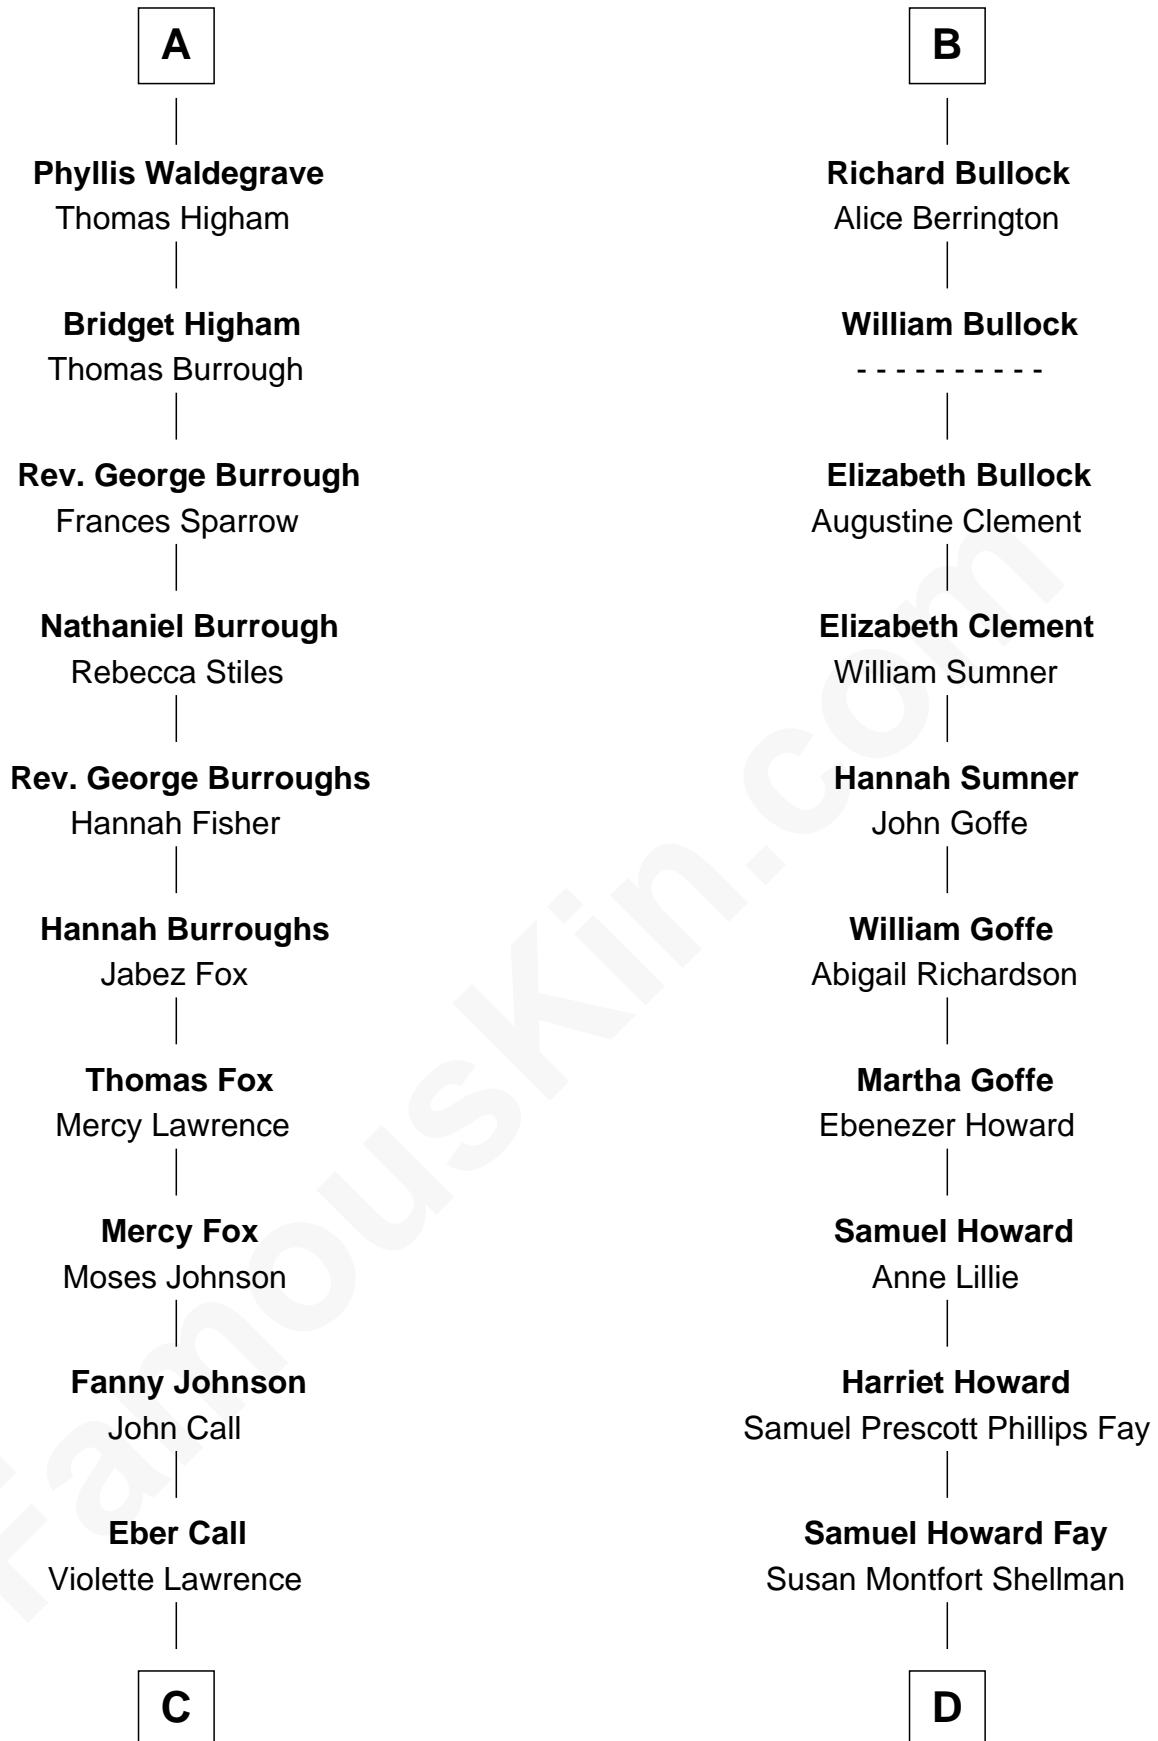 A
Phyllis Waldegrave
Thomas Higham
Bridget Higham
Thomas Burrough
Rev. George Burrough
Frances Sparrow
Nathaniel Burrough
Rebecca Stiles
Rev. George Burroughs
Hannah Fisher
Hannah Burroughs
Jabez Fox
Thomas Fox
Mercy Lawrence
Mercy Fox
Moses Johnson
Fanny Johnson
John Call
Eber Call
Violette Lawrence
C
B
Richard Bullock
Alice Berrington
William Bullock
- - - - - - - - - -
Elizabeth Bullock
Augustine Clement
Elizabeth Clement
William Sumner
Hannah Sumner
John Goffe
William Goffe
Abigail Richardson
Martha Goffe
Ebenezer Howard
Samuel Howard
Anne Lillie
Harriet Howard
Samuel Prescott Phillips Fay
Samuel Howard Fay
Susan Montfort Shellman
D
FamousKin.com